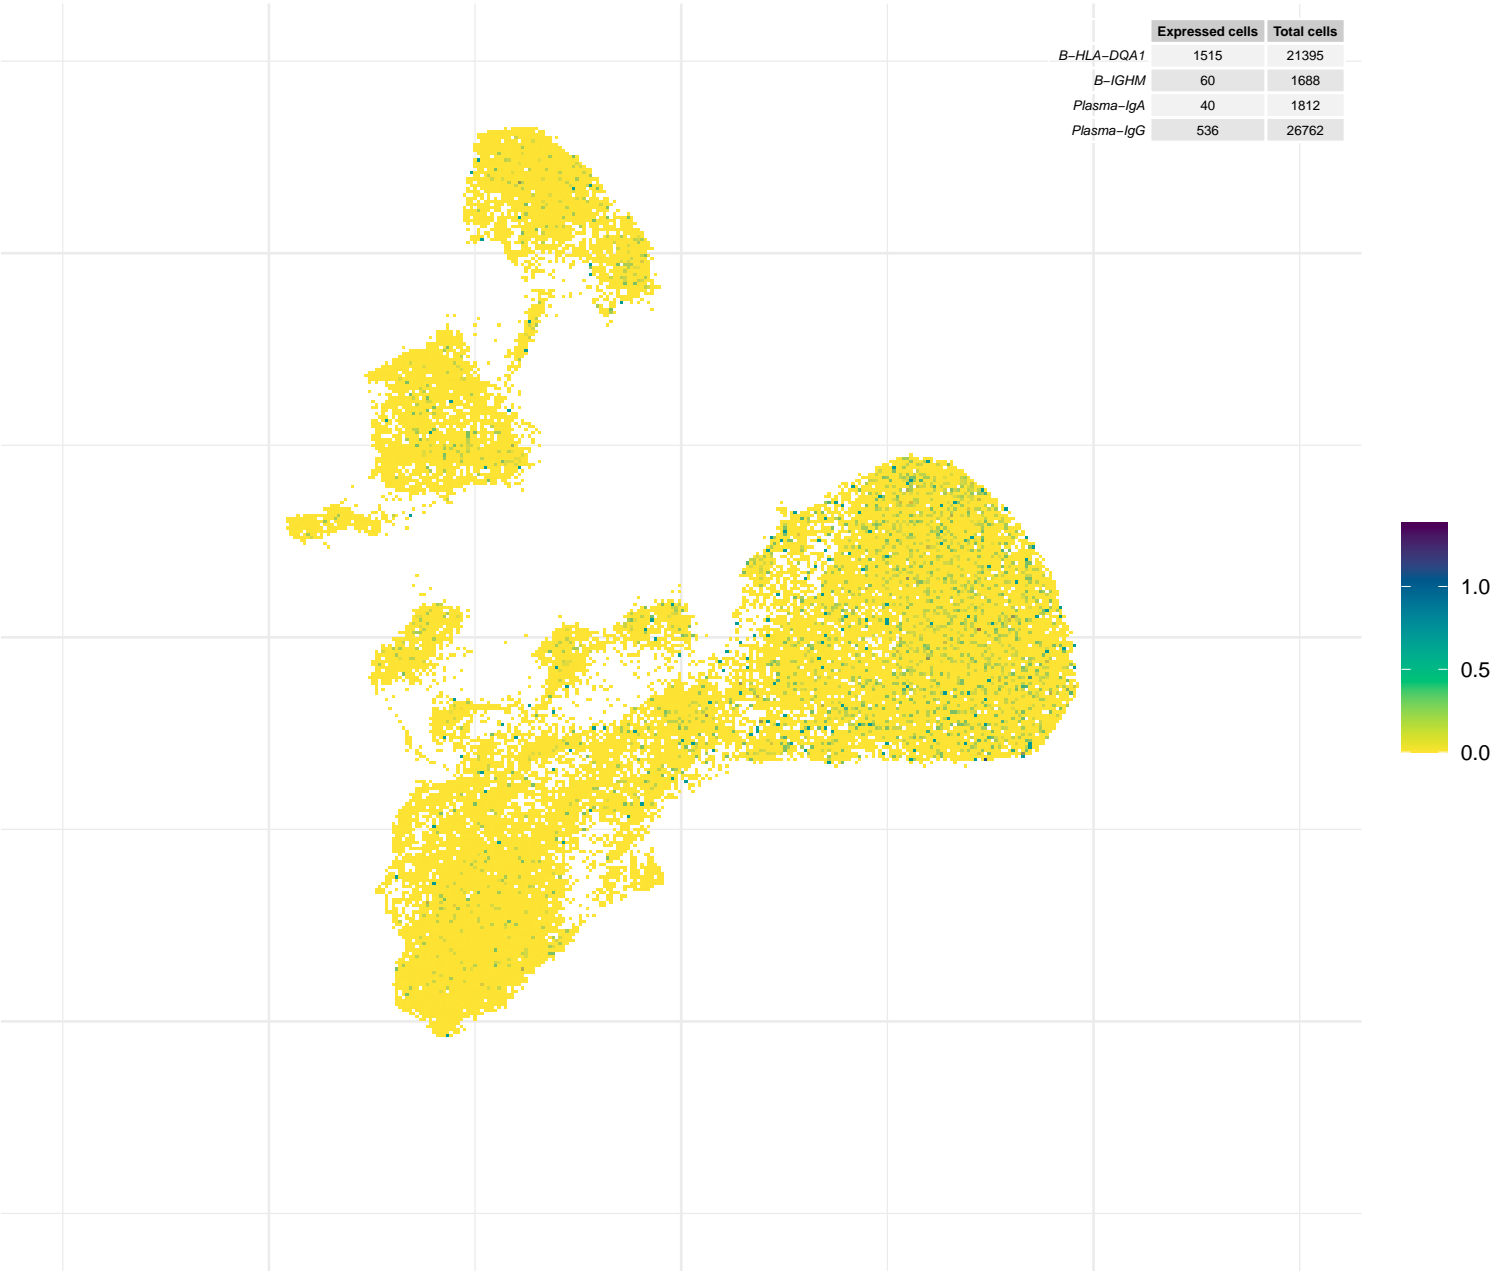 Expressed cells Total cells
B-HLA-DQA1 1515 21395
B-IGHM 60 1688
Plasma-IgA 40 1812
Plasma-IgG 536 26762
1.0
0.5
0.0